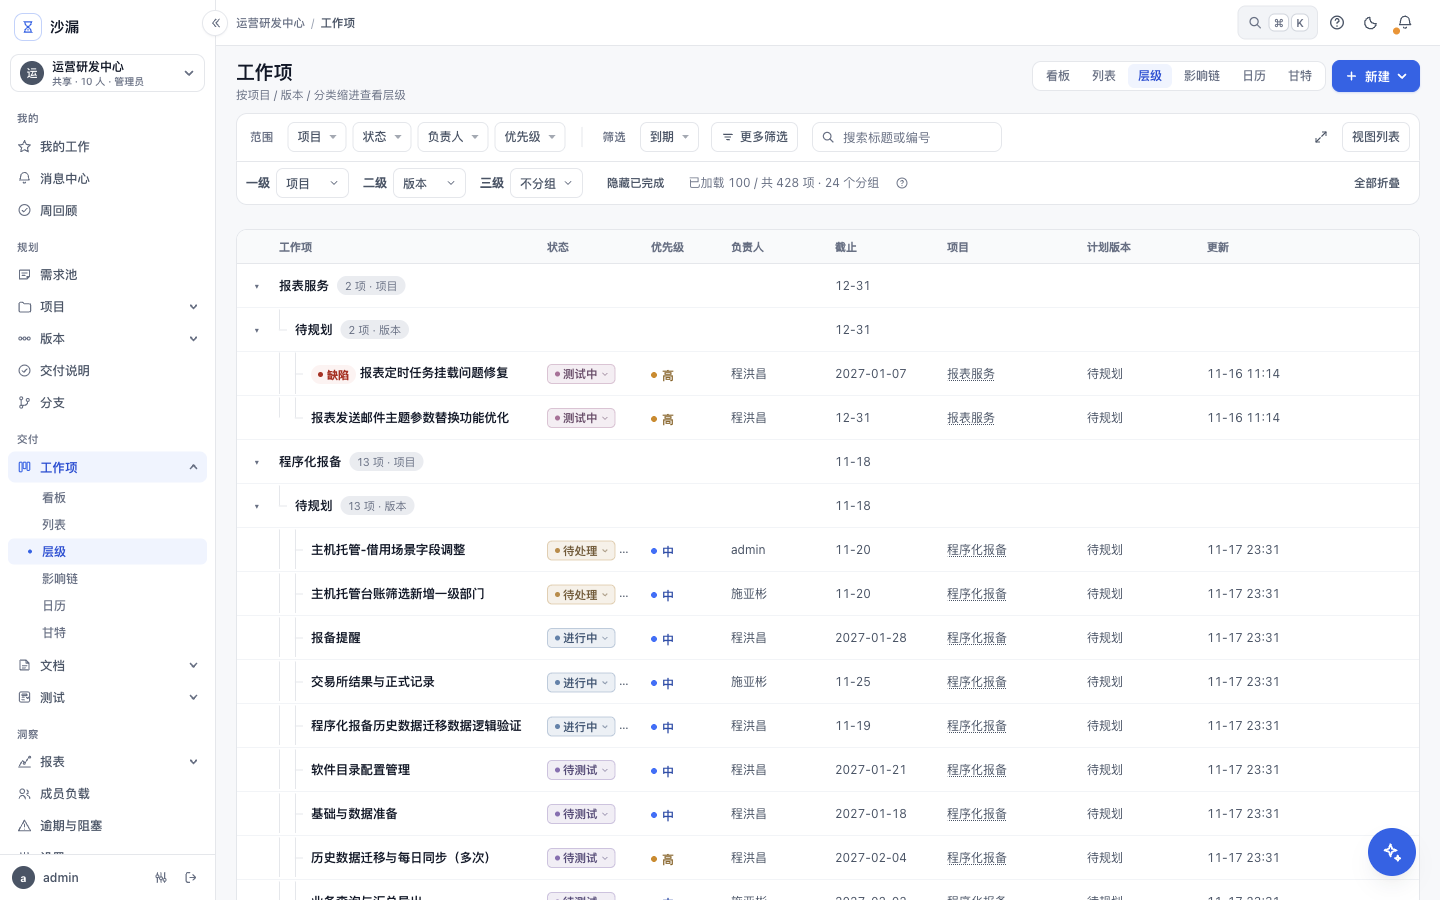 沙漏
运 运营研发中心
共享 · 10 人 · 管理员
我的
我的工作
消息中心
周回顾
规划
需求池
项目
版本
交付说明
分支
交付
工作项
看板
列表
层级
影响链
日历
甘特
文档
测试
洞察
报表
成员负载
逾期与阻塞
a admin
运营研发中心 / 工作项
⌘ K
工作项
按项目 / 版本 / 分类缩进查看层级
看板 列表 层级 影响链 日历 甘特 新建
范围 项目 状态 负责人 优先级 筛选 到期 更多筛选 搜索标题或编号 视图列表
一级 项目 二级 版本 三级 不分组 隐藏已完成 已加载 100 / 共 428 项 · 24 个分组 全部折叠
工作项 状态 优先级 负责人 截止 项目 计划版本 更新
报表服务 2 项 · 项目 12-31
待规划 2 项 · 版本 12-31
缺陷 报表定时任务挂载问题修复 测试中 高 程洪昌 2027-01-07 报表服务 待规划 11-16 11:14
报表发送邮件主题参数替换功能优化 测试中 高 程洪昌 12-31 报表服务 待规划 11-16 11:14
程序化报备 13 项 · 项目 11-18
待规划 13 项 · 版本 11-18
主机托管-借用场景字段调整 待处理 ... 中 admin 11-20 程序化报备 待规划 11-17 23:31
主机托管台账筛选新增一级部门 待处理 ... 中 施亚彬 11-20 程序化报备 待规划 11-17 23:31
报备提醒 进行中 中 程洪昌 2027-01-28 程序化报备 待规划 11-17 23:31
交易所结果与正式记录 进行中 ... 中 施亚彬 11-25 程序化报备 待规划 11-17 23:31
程序化报备历史数据迁移数据逻辑验证 进行中 ... 中 程洪昌 11-19 程序化报备 待规划 11-17 23:31
软件目录配置管理 待测试 中 程洪昌 2027-01-21 程序化报备 待规划 11-17 23:31
基础与数据准备 待测试 中 程洪昌 2027-01-18 程序化报备 待规划 11-17 23:31
历史数据迁移与每日同步（多次） 待测试 高 程洪昌 2027-02-04 程序化报备 待规划 11-17 23:31